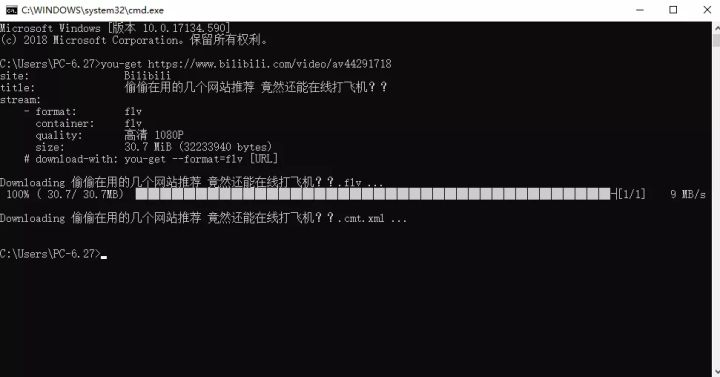 C:\WINDOWS\system32\cmd.exe
Microsoft Windows [版本 10.0.17134.590]
(c) 2018 Microsoft Corporation。保留所有权利。
C:\Users\PC-6.27>you-get https://www.bilibili.com/video/av44291718
site: Bilibili
title: 偷偷在用的几个网站推荐 竟然还能在线打飞机？？
stream:
- format: flv
container: flv
quality: 高清 1080P
size: 30.7 MiB (32233940 bytes)
# download-with: you-get --format=flv [URL]
Downloading 偷偷在用的几个网站推荐 竟然还能在线打飞机？？.flv ...
100% ( 30.7/ 30.7MB) [1/1] 9 MB/s
Downloading 偷偷在用的几个网站推荐 竟然还能在线打飞机？？.cmt.xml ...
C:\Users\PC-6.27>